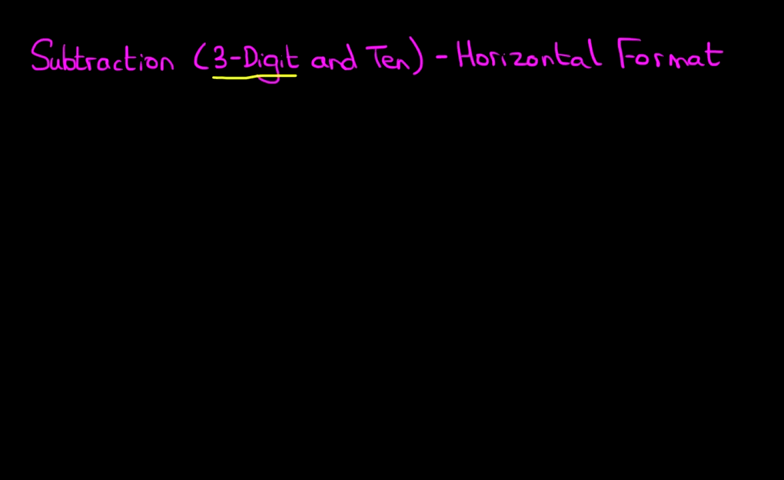 Subtraction (3-Digit and Ten) - Horizontal Format